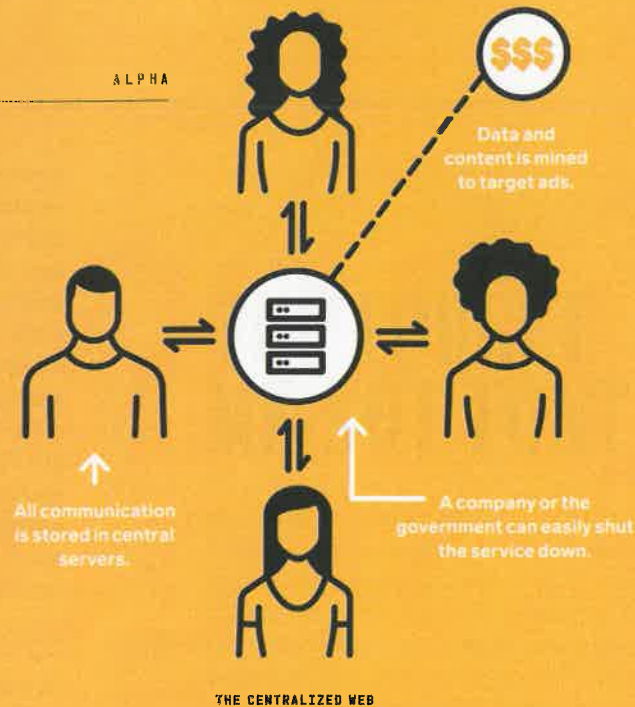 ALPHA
$$$
Data and
content is mined
to target ads.
All communication
is stored in central
servers.
A company or the
government can easily shut
the service down.
THE CENTRALIZED WEB